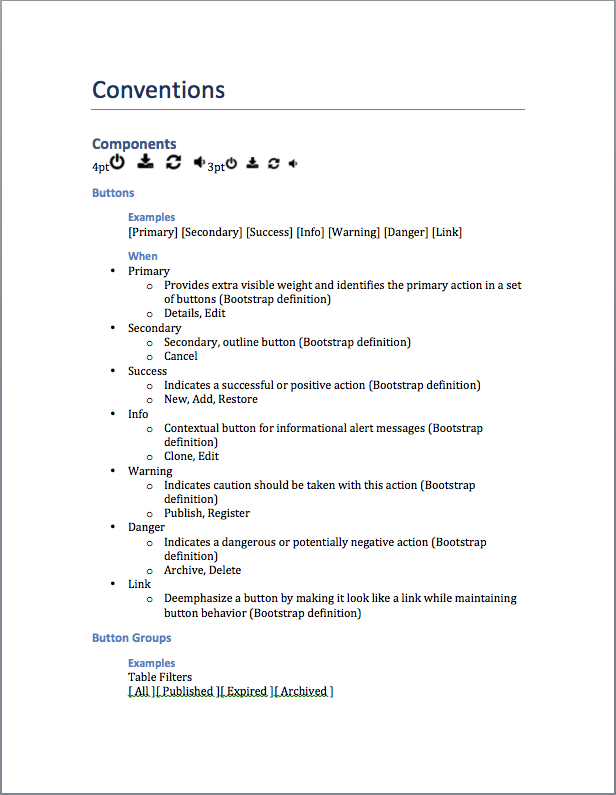 Conventions
Components
4pt 3pt
Buttons
Examples
[Primary] [Secondary] [Success] [Info] [Warning] [Danger] [Link]
When
• Primary
o Provides extra visible weight and identifies the primary action in a set
of buttons (Bootstrap definition)
o Details, Edit
• Secondary
o Secondary, outline button (Bootstrap definition)
o Cancel
• Success
o Indicates a successful or positive action (Bootstrap definition)
o New, Add, Restore
• Info
o Contextual button for informational alert messages (Bootstrap
definition)
o Clone, Edit
• Warning
o Indicates caution should be taken with this action (Bootstrap
definition)
o Publish, Register
• Danger
o Indicates a dangerous or potentially negative action (Bootstrap
definition)
o Archive, Delete
• Link
o Deemphasize a button by making it look like a link while maintaining
button behavior (Bootstrap definition)
Button Groups
Examples
Table Filters
[ All ][ Published ][ Expired ][ Archived ]